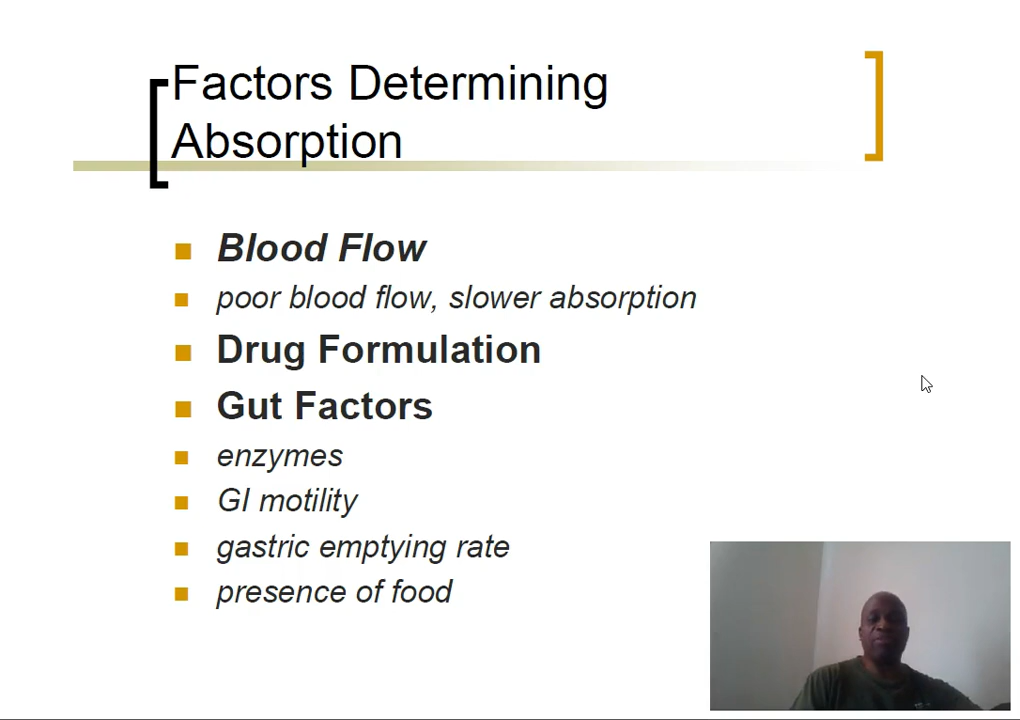 Factors Determining
Absorption
Blood Flow
poor blood flow, slower absorption
Drug Formulation
Gut Factors
enzymes
GI motility
gastric emptying rate
presence of food